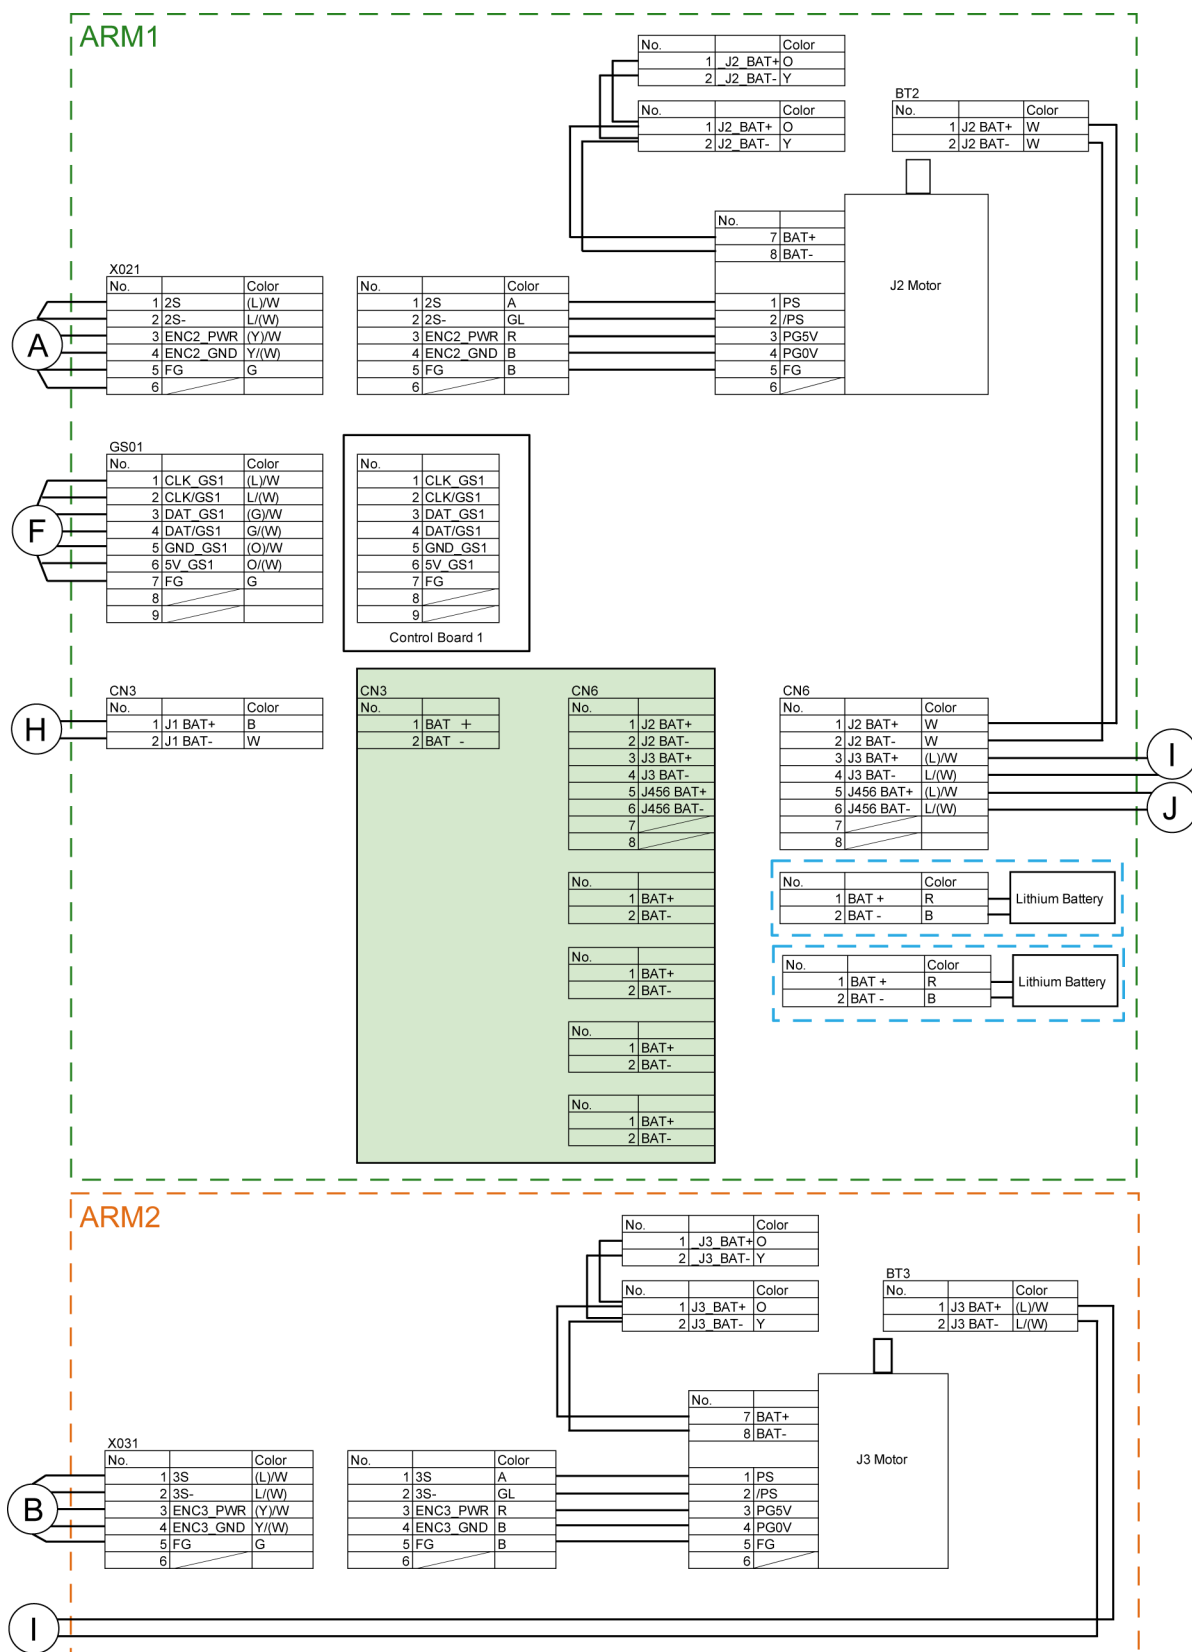 ARM1
No. Color
1 _J2_BAT+ O
2 _J2_BAT- Y
No. Color
1 J2_BAT+ O
2 J2_BAT- Y
BT2
No. Color
1 J2 BAT+ W
2 J2 BAT- W
No.
7 BAT+
8 BAT-
1 PS
2 /PS
3 PG5V
4 PG0V
5 FG
6
J2 Motor
X021
No. Color
1 2S (L)/W
2 2S- L/(W)
3 ENC2_PWR (Y)/W
4 ENC2_GND Y/(W)
5 FG G
6
A
No. Color
1 2S A
2 2S- GL
3 ENC2_PWR R
4 ENC2_GND B
5 FG B
6
GS01
No. Color
1 CLK_GS1 (L)/W
2 CLK/GS1 L/(W)
3 DAT_GS1 (G)/W
4 DAT/GS1 G/(W)
5 GND_GS1 (O)/W
6 5V_GS1 O/(W)
7 FG G
8
9
F
No.
1 CLK_GS1
2 CLK/GS1
3 DAT_GS1
4 DAT/GS1
5 GND_GS1
6 5V_GS1
7 FG
8
9
Control Board 1
CN3
No. Color
1 J1 BAT+ B
2 J1 BAT- W
H
CN3
No.
1 BAT +
2 BAT -
CN6
No.
1 J2 BAT+
2 J2 BAT-
3 J3 BAT+
4 J3 BAT-
5 J456 BAT+
6 J456 BAT-
7
8
No.
1 BAT+
2 BAT-
No.
1 BAT+
2 BAT-
No.
1 BAT+
2 BAT-
No.
1 BAT+
2 BAT-
CN6
No. Color
1 J2 BAT+ W
2 J2 BAT- W
3 J3 BAT+ (L)/W
4 J3 BAT- L/(W)
5 J456 BAT+ (L)/W
6 J456 BAT- L/(W)
7
8
I
J
No. Color
1 BAT + R
2 BAT - B
Lithium Battery
No. Color
1 BAT + R
2 BAT - B
Lithium Battery
ARM2
No. Color
1 _J3_BAT+ O
2 _J3_BAT- Y
No. Color
1 J3_BAT+ O
2 J3_BAT- Y
BT3
No. Color
1 J3 BAT+ (L)/W
2 J3 BAT- L/(W)
No.
7 BAT+
8 BAT-
1 PS
2 /PS
3 PG5V
4 PG0V
5 FG
6
J3 Motor
X031
No. Color
1 3S (L)/W
2 3S- L/(W)
3 ENC3_PWR (Y)/W
4 ENC3_GND Y/(W)
5 FG G
6
B
No. Color
1 3S A
2 3S- GL
3 ENC3_PWR R
4 ENC3_GND B
5 FG B
6
I